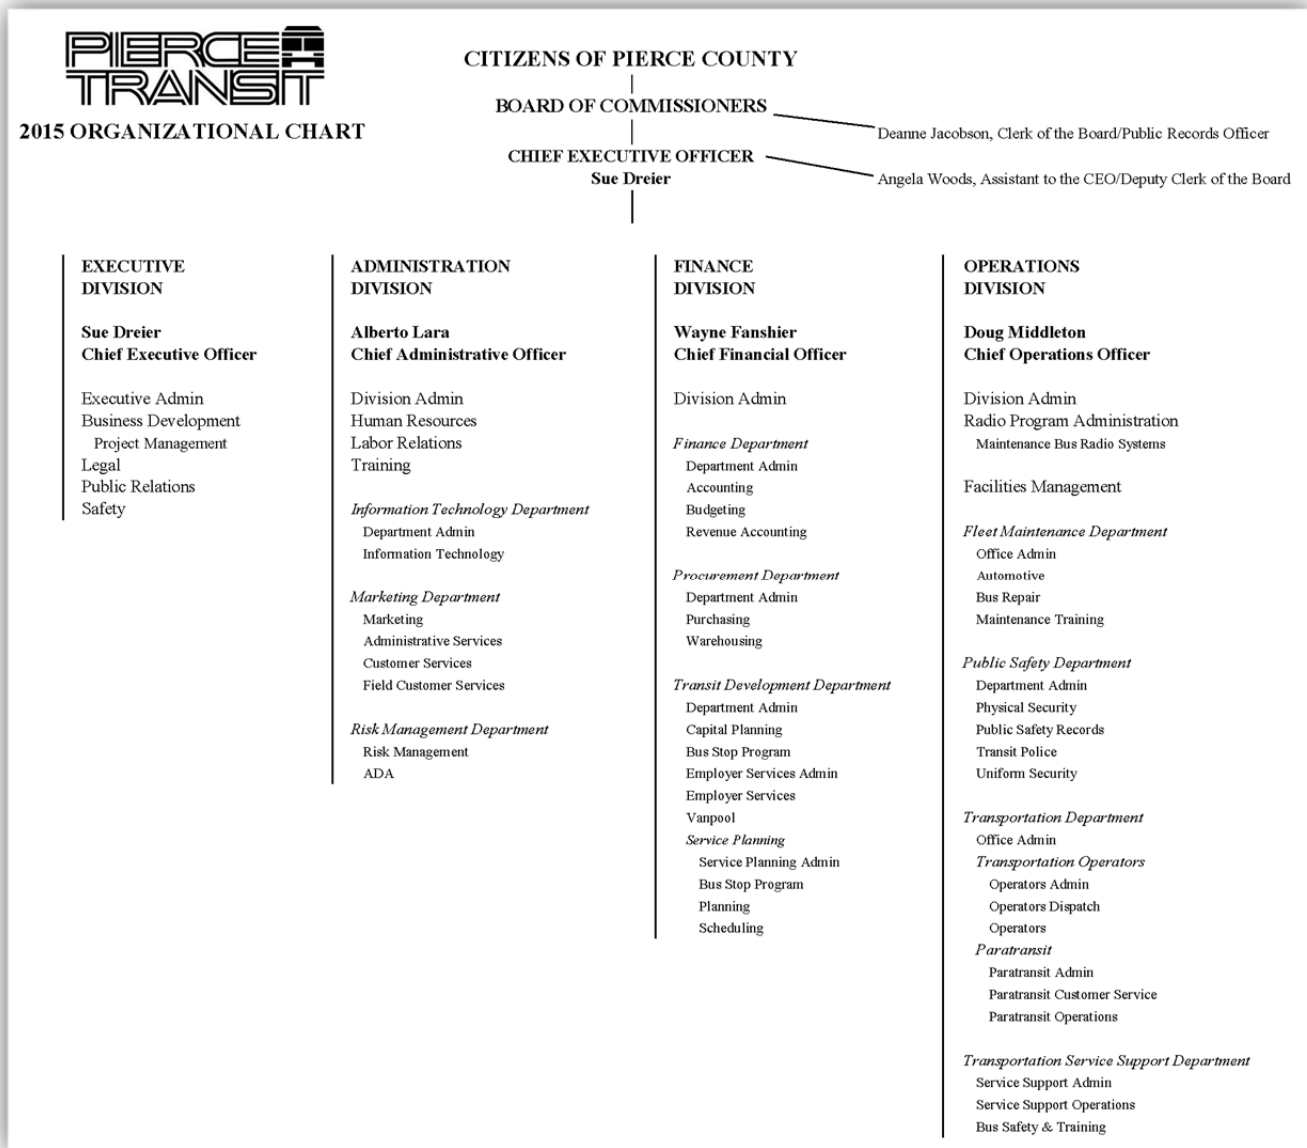 PIERCE
TRANSIT
2015 ORGANIZATIONAL CHART
CITIZENS OF PIERCE COUNTY
BOARD OF COMMISSIONERS
Deanne Jacobson, Clerk of the Board/Public Records Officer
CHIEF EXECUTIVE OFFICER
Sue Dreier
Angela Woods, Assistant to the CEO/Deputy Clerk of the Board
EXECUTIVE
DIVISION
Sue Dreier
Chief Executive Officer
Executive Admin
Business Development
Project Management
Legal
Public Relations
Safety
ADMINISTRATION
DIVISION
Alberto Lara
Chief Administrative Officer
Division Admin
Human Resources
Labor Relations
Training
Information Technology Department
Department Admin
Information Technology
Marketing Department
Marketing
Administrative Services
Customer Services
Field Customer Services
Risk Management Department
Risk Management
ADA
FINANCE
DIVISION
Wayne Fanshier
Chief Financial Officer
Division Admin
Finance Department
Department Admin
Accounting
Budgeting
Revenue Accounting
Procurement Department
Department Admin
Purchasing
Warehousing
Transit Development Department
Department Admin
Capital Planning
Bus Stop Program
Employer Services Admin
Employer Services
Vanpool
Service Planning
Service Planning Admin
Bus Stop Program
Planning
Scheduling
OPERATIONS
DIVISION
Doug Middleton
Chief Operations Officer
Division Admin
Radio Program Administration
Maintenance Bus Radio Systems
Facilities Management
Fleet Maintenance Department
Office Admin
Automotive
Bus Repair
Maintenance Training
Public Safety Department
Department Admin
Physical Security
Public Safety Records
Transit Police
Uniform Security
Transportation Department
Office Admin
Transportation Operators
Operators Admin
Operators Dispatch
Operators
Paratransit
Paratransit Admin
Paratransit Customer Service
Paratransit Operations
Transportation Service Support Department
Service Support Admin
Service Support Operations
Bus Safety & Training